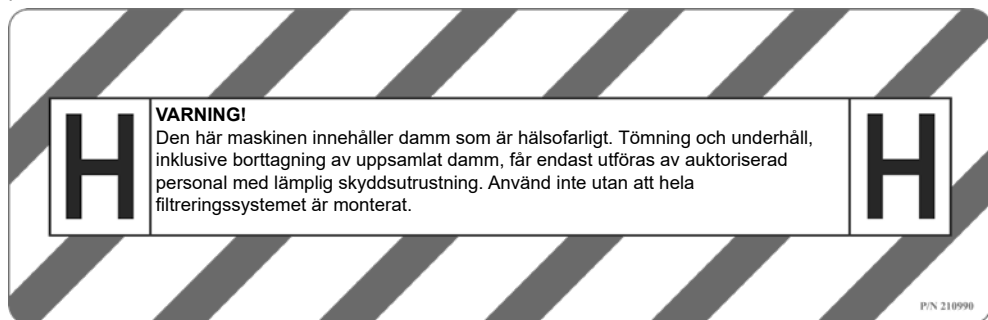 VARNING!
H Den här maskinen innehåller damm som är hälsofarligt. Tömning och underhåll, H
inklusive borttagning av uppsamlat damm, får endast utföras av auktoriserad
personal med lämplig skyddsutrustning. Använd inte utan att hela
filtreringssystemet är monterat.
P/N 210990